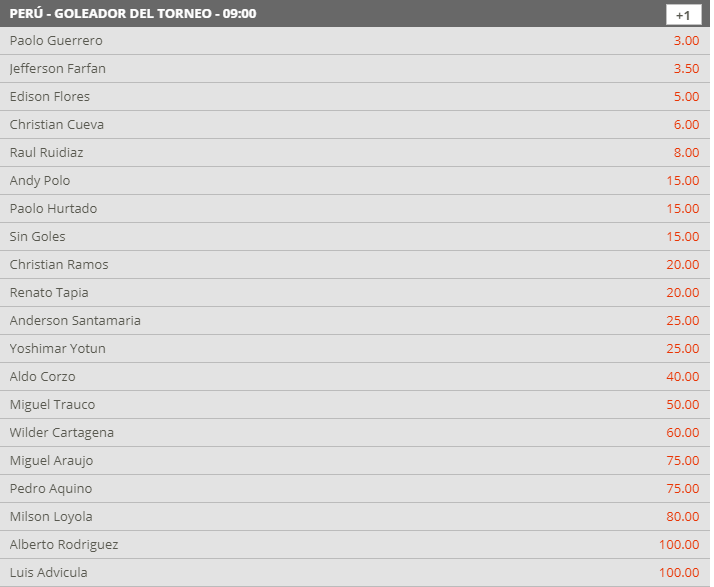 PERÚ - GOLEADOR DEL TORNEO - 09:00 +1
Paolo Guerrero 3.00
Jefferson Farfan 3.50
Edison Flores 5.00
Christian Cueva 6.00
Raul Ruidiaz 8.00
Andy Polo 15.00
Paolo Hurtado 15.00
Sin Goles 15.00
Christian Ramos 20.00
Renato Tapia 20.00
Anderson Santamaria 25.00
Yoshimar Yotun 25.00
Aldo Corzo 40.00
Miguel Trauco 50.00
Wilder Cartagena 60.00
Miguel Araujo 75.00
Pedro Aquino 75.00
Milson Loyola 80.00
Alberto Rodriguez 100.00
Luis Advicula 100.00